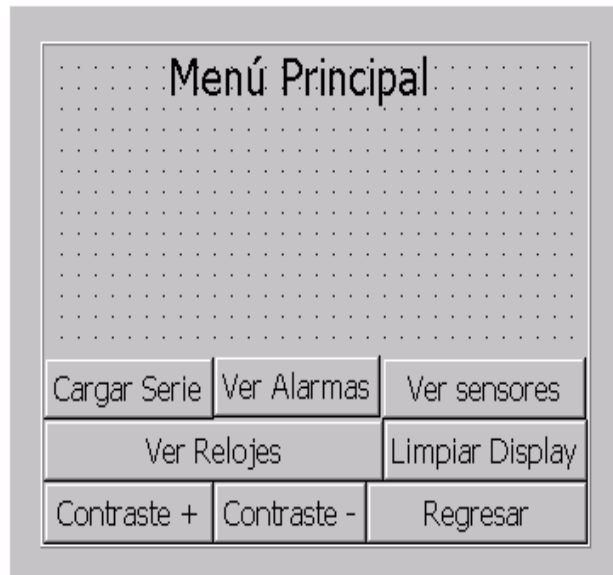 Menú Principal
Cargar Serie Ver Alarmas Ver sensores
Ver Relojes Limpiar Display
Contraste + Contraste - Regresar